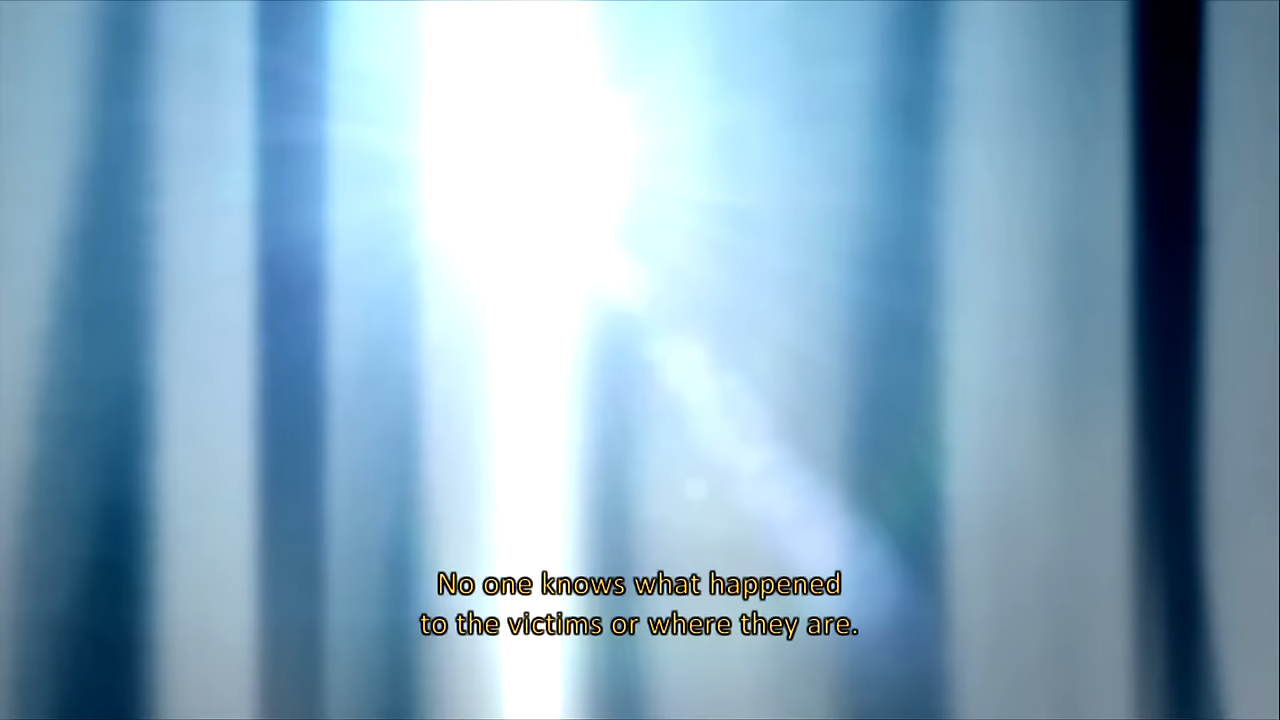 No one knows what happened
to the victims or where they are.